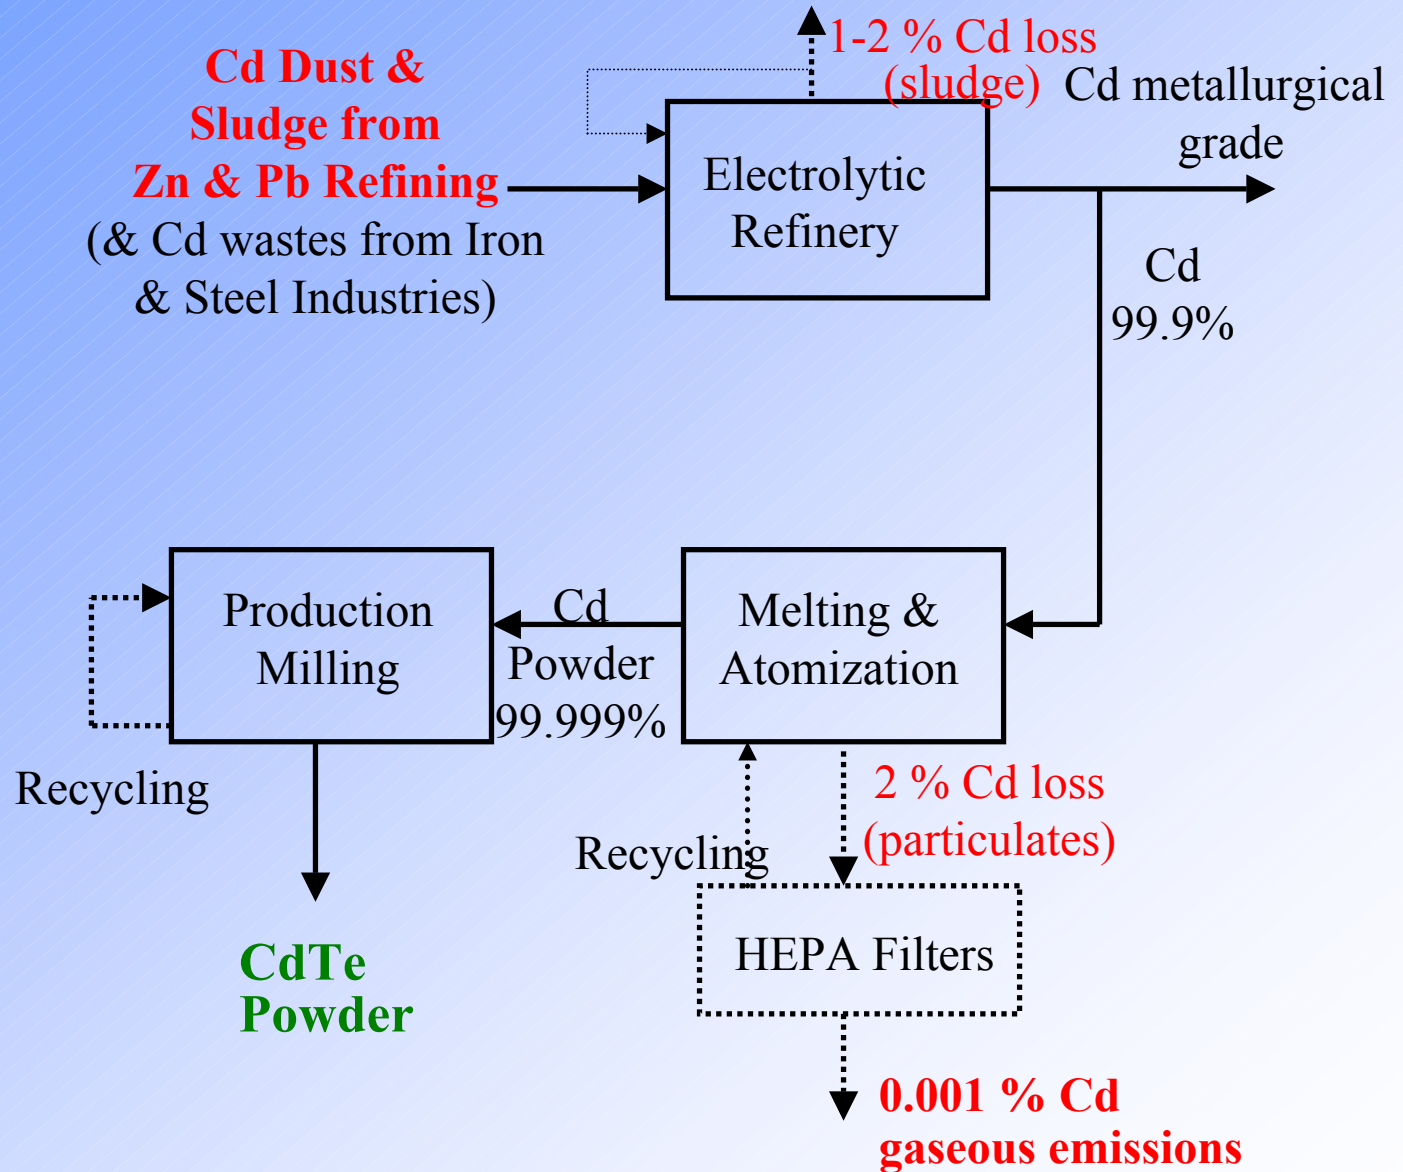 Cd Dust &
Sludge from
Zn & Pb Refining
(& Cd wastes from Iron
& Steel Industries)
1-2 % Cd loss
(sludge)
Cd metallurgical
grade
Electrolytic
Refinery
Cd
99.9%
Production
Milling
Cd
Powder
99.999%
Melting &
Atomization
Recycling
2 % Cd loss
(particulates)
Recycling
HEPA Filters
CdTe
Powder
0.001 % Cd
gaseous emissions